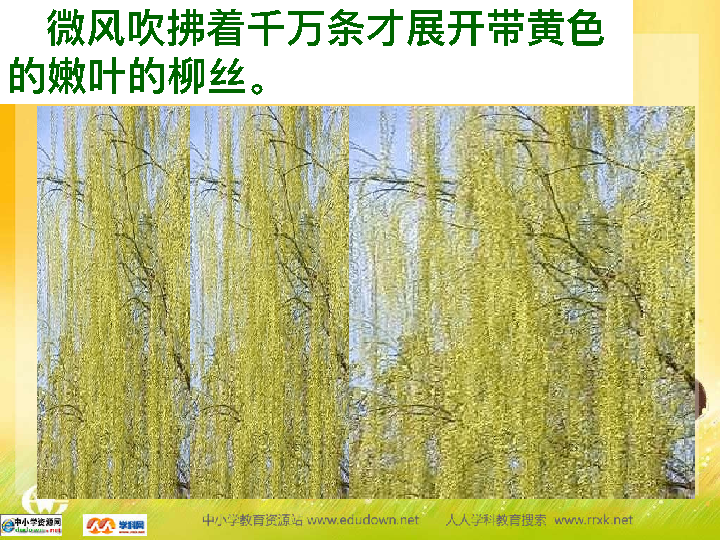 微风吹拂着千万条才展开带黄色
的嫩叶的柳丝。
中小学资源网
学科网
中小学教育资源站 www.edudown.net 人人学科教育搜索 www.rrxk.net